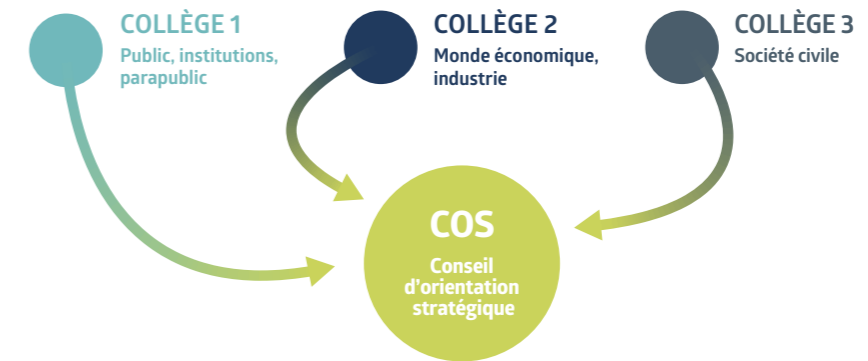 COLLÈGE 1
Public, institutions,
parapublic
COLLÈGE 2
Monde économique,
industrie
COLLÈGE 3
Société civile
COS
Conseil
d'orientation
stratégique